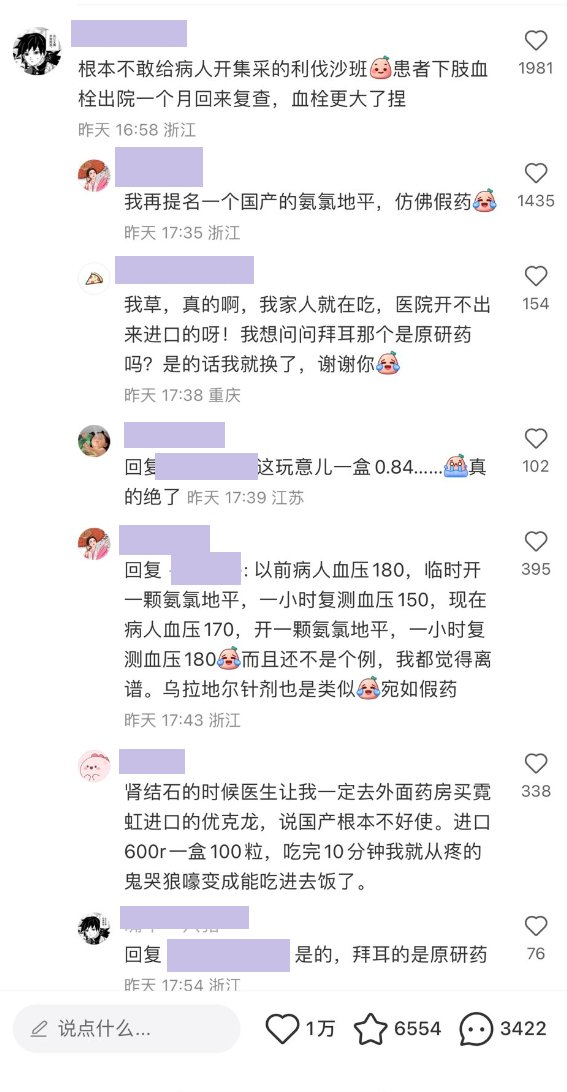 根本不敢给病人开集采的利伐沙班患者下肢血
1981
栓出院一个月回来复查，血栓更大了捏
昨天 16:58 浙江
我再提名一个国产的氨氯地平，仿佛假药
1435
昨天 17:35 浙江
我草，真的啊，我家人就在吃，医院开不出
154
来进口的呀！我想问问拜耳那个是原研药
吗？是的话我就换了，谢谢你
昨天 17:38 重庆
回复 这玩意儿一盒0.84......真
102
的绝了 昨天 17:39 江苏
回复 : 以前病人血压180，临时开
395
一颗氨氯地平，一小时复测血压150，现在
病人血压170，开一颗氨氯地平，一小时复
测血压180而且还不是个例，我都觉得离
谱。乌拉地尔针剂也是类似宛如假药
昨天 17:43 浙江
肾结石的时候医生让我一定去外面药房买霓
338
虹进口的优克龙，说国产根本不好使。进口
600r一盒100粒，吃完10分钟我就从疼的
鬼哭狼嚎变成能吃进去饭了。
回复 是的，拜耳的是原研药
76
昨天 17:54 浙江
说点什么... 1万 6554 3422